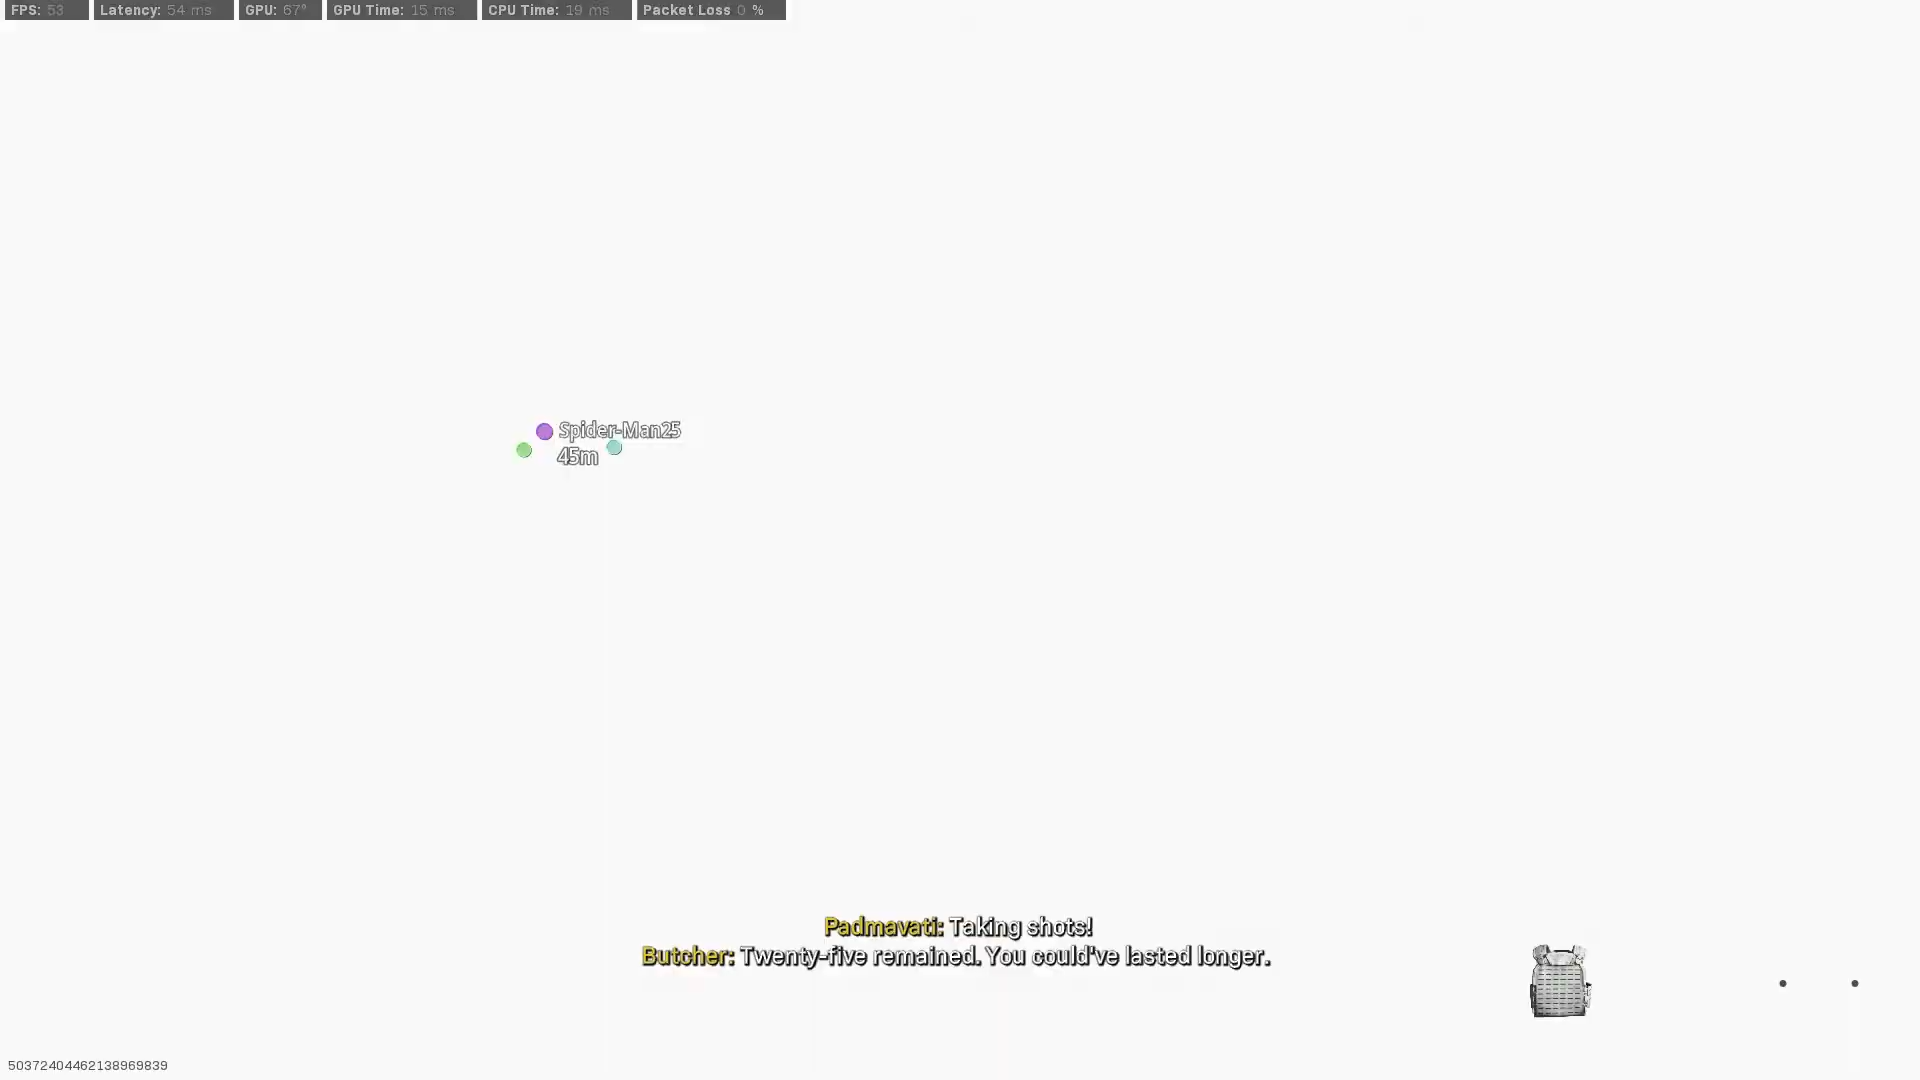 FPS: 53 Latency: 54 ms GPU: 67° GPU Time: 15 ms CPU Time: 19 ms Packet Loss 0 %
Spider-Man25
45m
Padmavati: Taking shots!
Butcher: Twenty-five remained. You could've lasted longer.
50372404462138969839